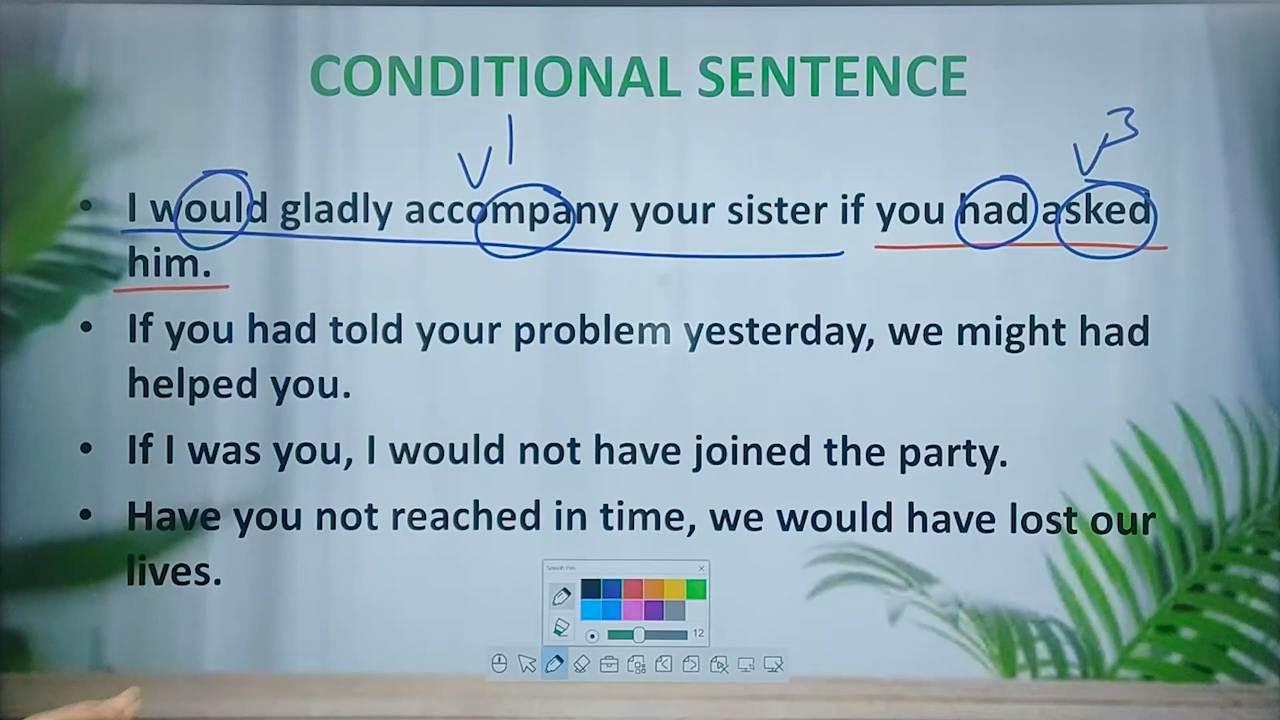 CONDITIONAL SENTENCE
V1 V3
• I would gladly accompany your sister if you had asked
him.
• If you had told your problem yesterday, we might had
helped you.
• If I was you, I would not have joined the party.
• Have you not reached in time, we would have lost our
lives.
Smooth Pen
12